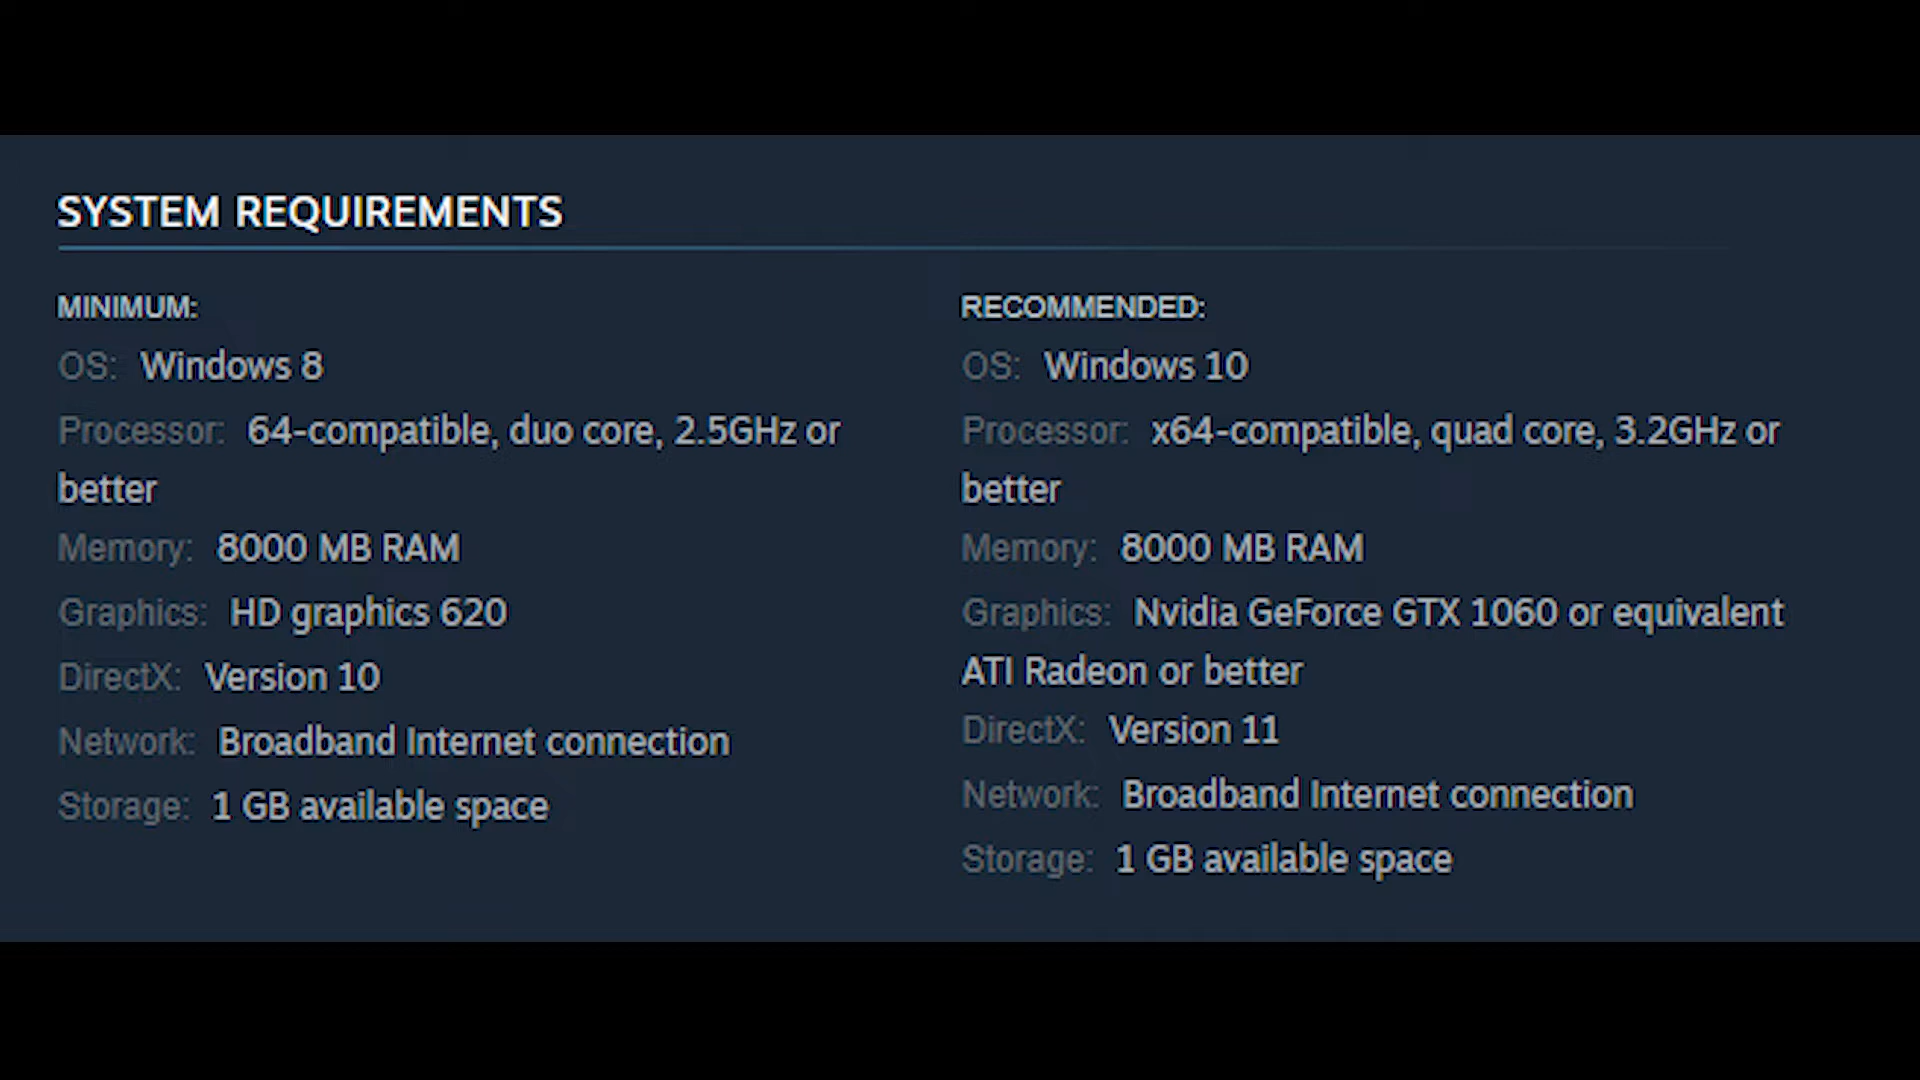 SYSTEM REQUIREMENTS
MINIMUM:
OS: Windows 8
Processor: 64-compatible, duo core, 2.5GHz or
better
Memory: 8000 MB RAM
Graphics: HD graphics 620
DirectX: Version 10
Network: Broadband Internet connection
Storage: 1 GB available space
RECOMMENDED:
OS: Windows 10
Processor: x64-compatible, quad core, 3.2GHz or
better
Memory: 8000 MB RAM
Graphics: Nvidia GeForce GTX 1060 or equivalent
ATI Radeon or better
DirectX: Version 11
Network: Broadband Internet connection
Storage: 1 GB available space